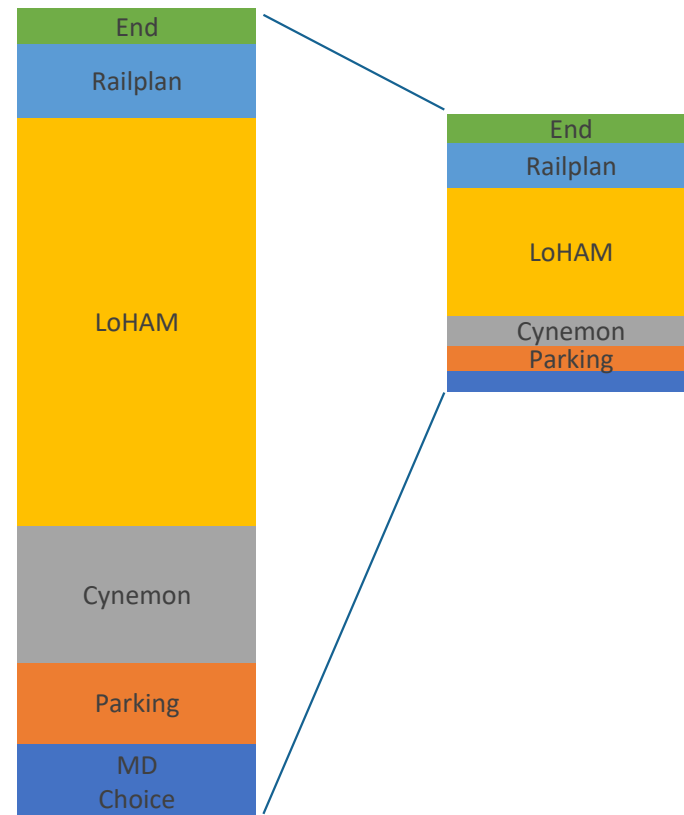 End
Railplan
LoHAM
Cynemon
Parking
MD
Choice
End
Railplan
LoHAM
Cynemon
Parking